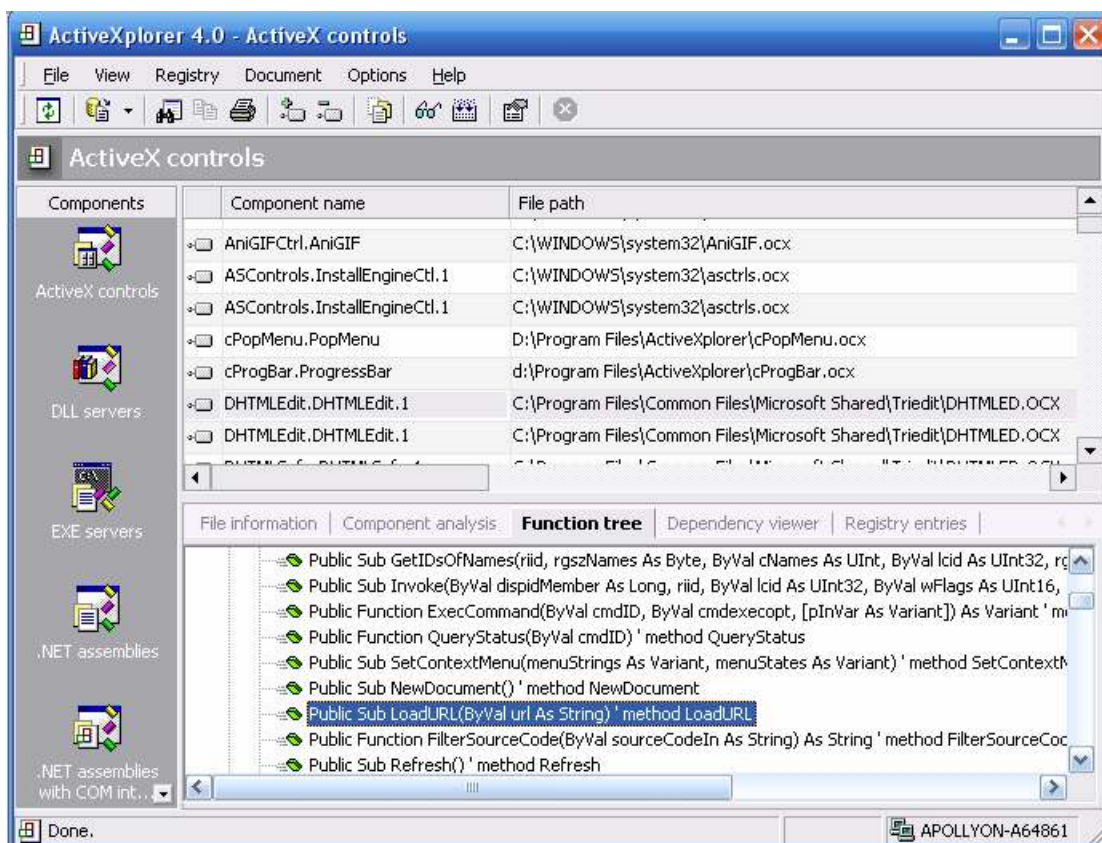 ActiveXplorer 4.0 - ActiveX controls
File View Registry Document Options Help
ActiveX controls
Components
Component name File path
ActiveX controls
AniGIFCtrl.AniGIF C:\WINDOWS\system32\AniGIF.ocx
ASControls.InstallEngineCtl.1 C:\WINDOWS\system32\asctrls.ocx
ASControls.InstallEngineCtl.1 C:\WINDOWS\system32\asctrls.ocx
cPopMenu.PopMenu D:\Program Files\ActiveXplorer\cPopMenu.ocx
cProgBar.ProgressBar d:\Program Files\ActiveXplorer\cProgBar.ocx
DLL servers
DHTMLEdit.DHTMLEdit.1 C:\Program Files\Common Files\Microsoft Shared\Triedit\DHTMLED.OCX
DHTMLEdit.DHTMLEdit.1 C:\Program Files\Common Files\Microsoft Shared\Triedit\DHTMLED.OCX
EXE servers
File information Component analysis Function tree Dependency viewer Registry entries
Public Sub GetIDsOfNames(riid, rgszNames As Byte, ByVal cNames As UInt, ByVal lcid As UInt32, rg
Public Sub Invoke(ByVal dispidMember As Long, riid, ByVal lcid As UInt32, ByVal wFlags As UInt16,
Public Function ExecCommand(ByVal cmdID, ByVal cmdexecopt, [pInVar As Variant]) As Variant ' m
Public Function QueryStatus(ByVal cmdID) ' method QueryStatus
.NET assemblies
Public Sub SetContextMenu(menuStrings As Variant, menuStates As Variant) ' method SetContextM
Public Sub NewDocument() ' method NewDocument
Public Sub LoadURL(ByVal url As String) ' method LoadURL
Public Function FilterSourceCode(ByVal sourceCodeIn As String) As String ' method FilterSourceCod
Public Sub Refresh() ' method Refresh
.NET assemblies
with COM int...
Done. APOLLYON-A64861